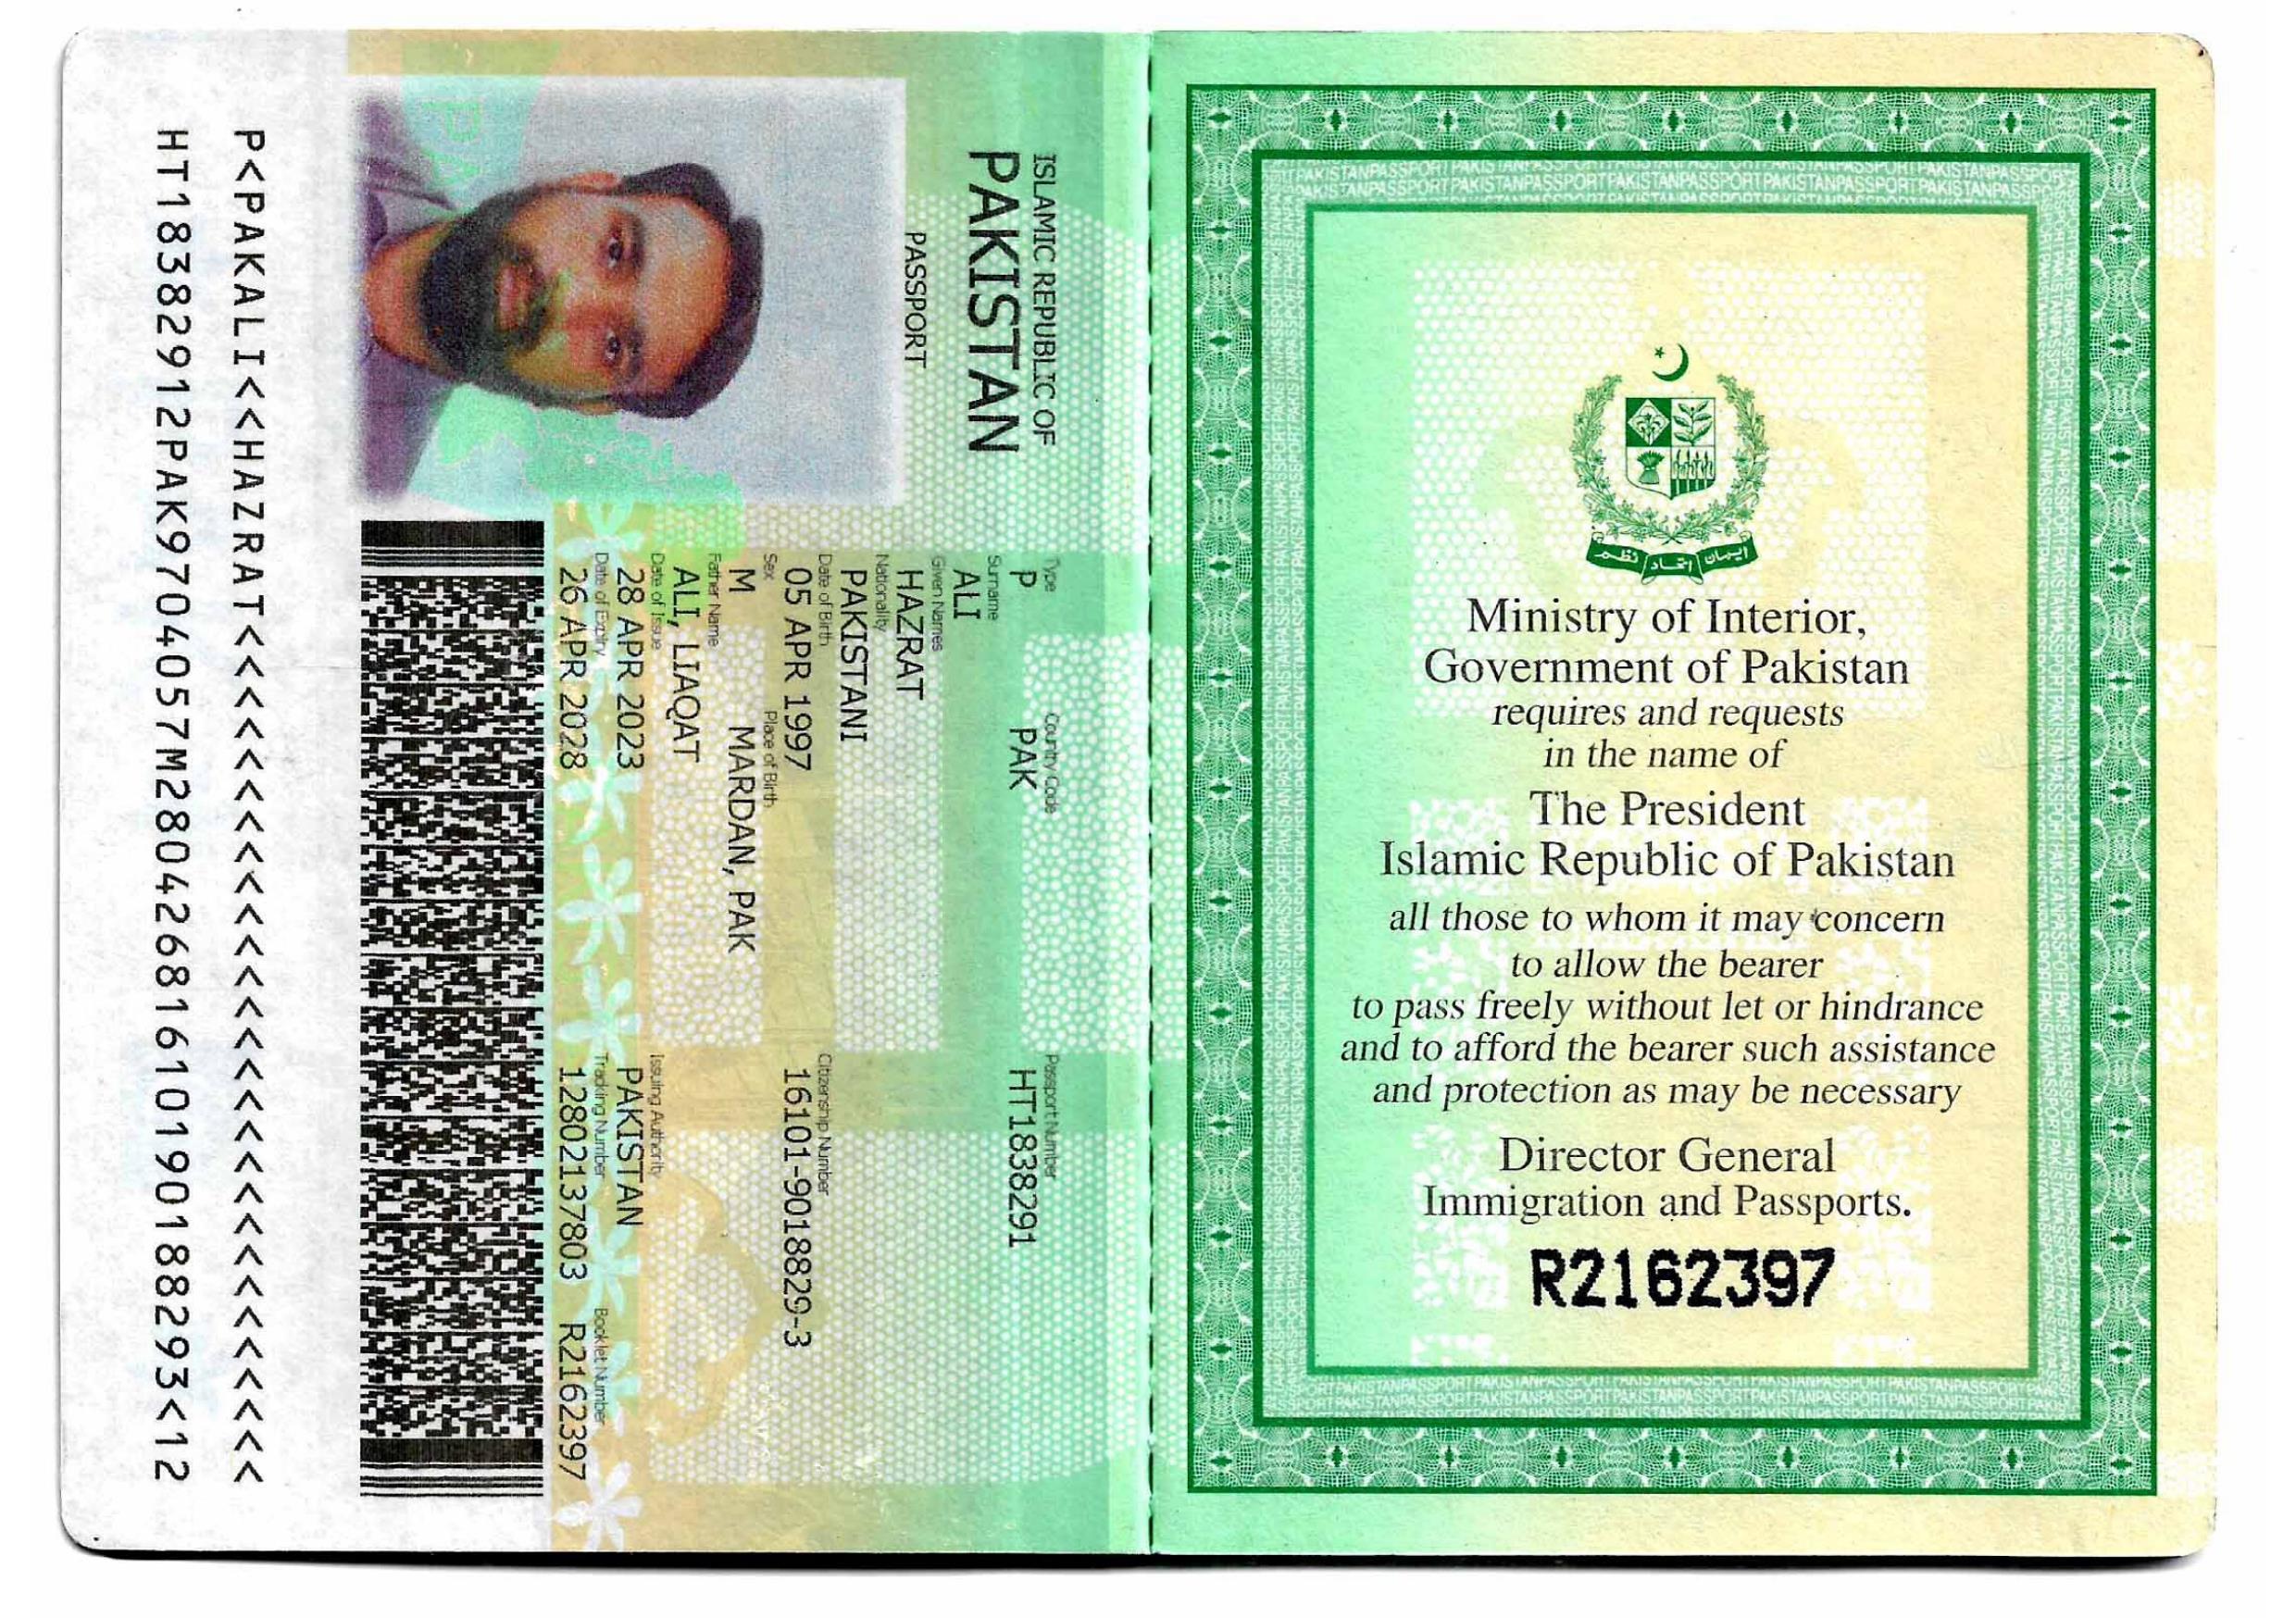 Ministry of Interior,
Government of Pakistan
requires and requests
in the name of
The President
Islamic Republic of Pakistan
all those to whom it may concern
to allow the bearer
to pass freely without let or hindrance
and to afford the bearer such assistance
and protection as may be necessary
Director General
Immigration and Passports.
R2162397
ISLAMIC REPUBLIC OF
PAKISTAN
PASSPORT
Type Country Code Passport Number
P PAK HT1838291
Surname
ALI
Given Names
HAZRAT
Nationality
PAKISTANI
Date of Birth Citizenship Number
05 APR 1997 16101-9018829-3
Sex Place of Birth
M MARDAN, PAK
Father Name
ALI, LIAQAT
Date of Issue Issuing Authority
28 APR 2023 PAKISTAN
Date of Expiry Tracking Number Booklet Number
26 APR 2028 12802137803 R2162397
P<PAKALI<<HAZRAT<<<<<<<<<<<<<<<<<<<<<<<<<<<<
HT18382912PAK9704057M28042681610190188293<12